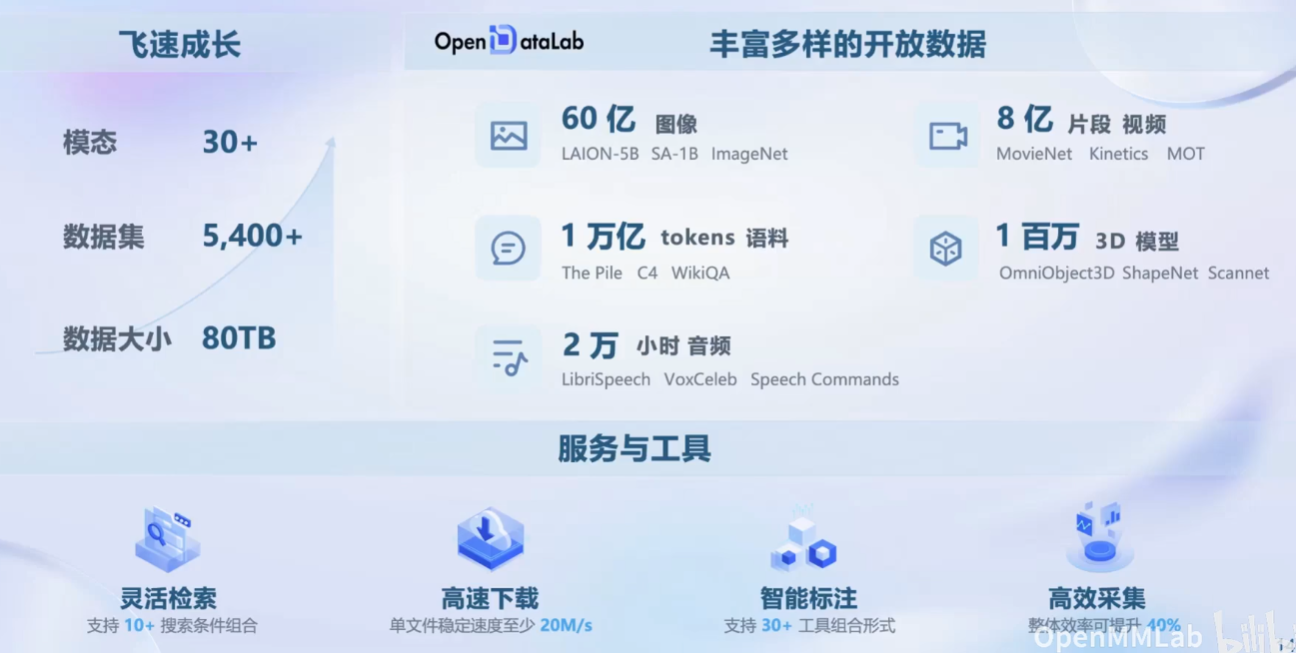 飞速成长
模态 30+
数据集 5,400+
数据大小 80TB
OpenDataLab 丰富多样的开放数据
60 亿 图像
LAION-5B SA-1B ImageNet
8 亿 片段 视频
MovieNet Kinetics MOT
1 万亿 tokens 语料
The Pile C4 WikiQA
1 百万 3D 模型
OmniObject3D ShapeNet Scannet
2 万 小时 音频
LibriSpeech VoxCeleb Speech Commands
服务与工具
灵活检索
支持 10+ 搜索条件组合
高速下载
单文件稳定速度至少 20M/s
智能标注
支持 30+ 工具组合形式
高效采集
整体效率可提升 40%
OpenMMLab bilibili